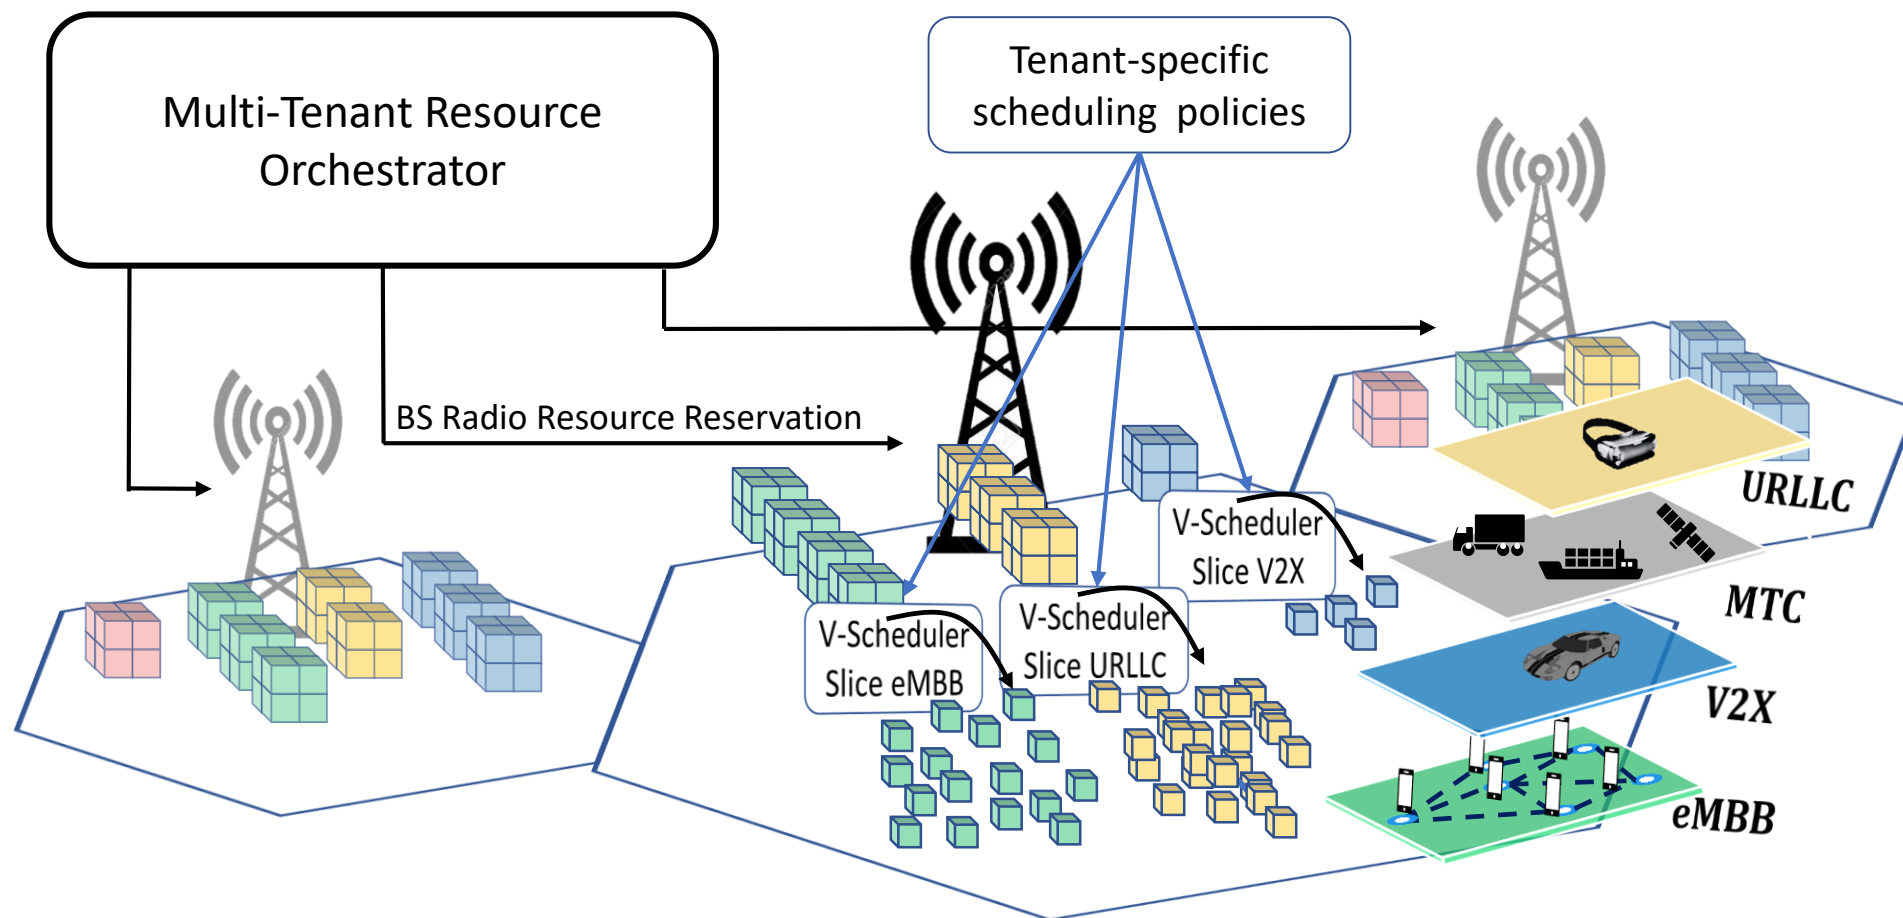 Multi-Tenant Resource
Orchestrator
Tenant-specific
scheduling policies
BS Radio Resource Reservation
V-Scheduler
Slice V2X
V-Scheduler
Slice URLLC
V-Scheduler
Slice eMBB
URLLC
MTC
V2X
eMBB